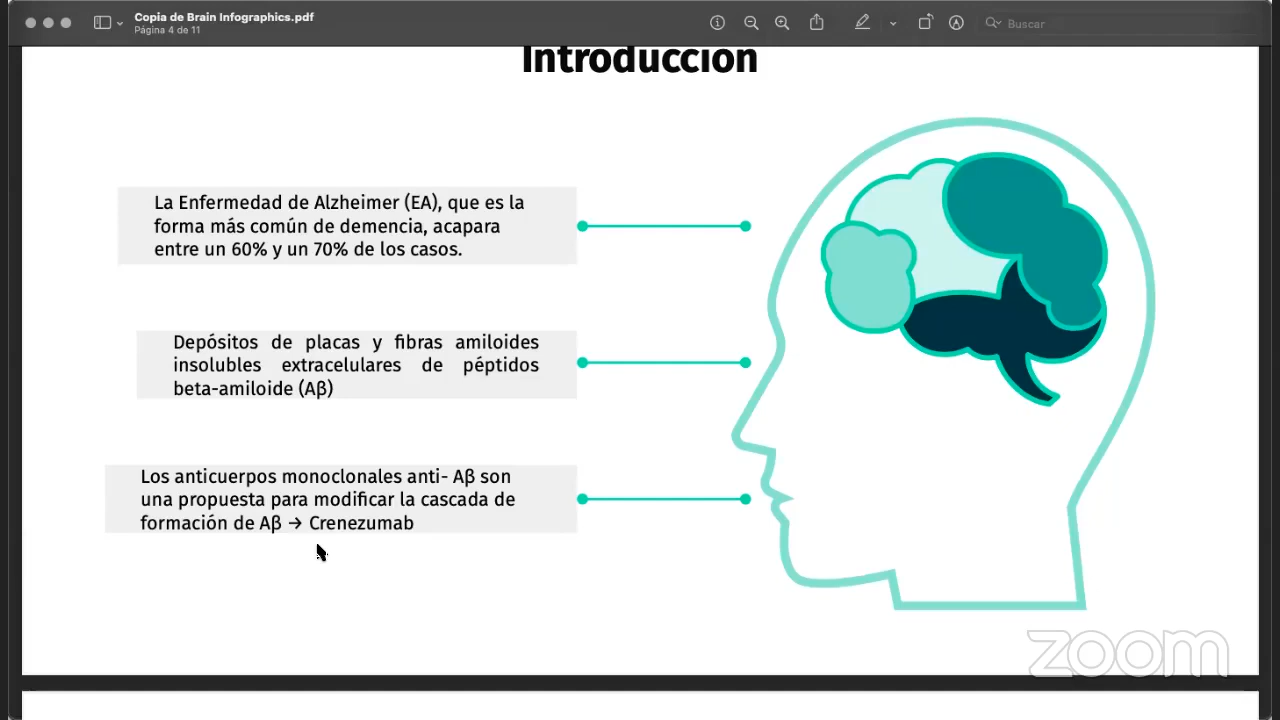 Copia de Brain Infographics.pdf
Página 4 de 11
Buscar
Introducción
La Enfermedad de Alzheimer (EA), que es la
forma más común de demencia, acapara
entre un 60% y un 70% de los casos.
Depósitos de placas y fibras amiloides
insolubles extracelulares de péptidos
beta-amiloide (Aβ)
Los anticuerpos monoclonales anti- Aβ son
una propuesta para modificar la cascada de
formación de Aβ → Crenezumab
zoom